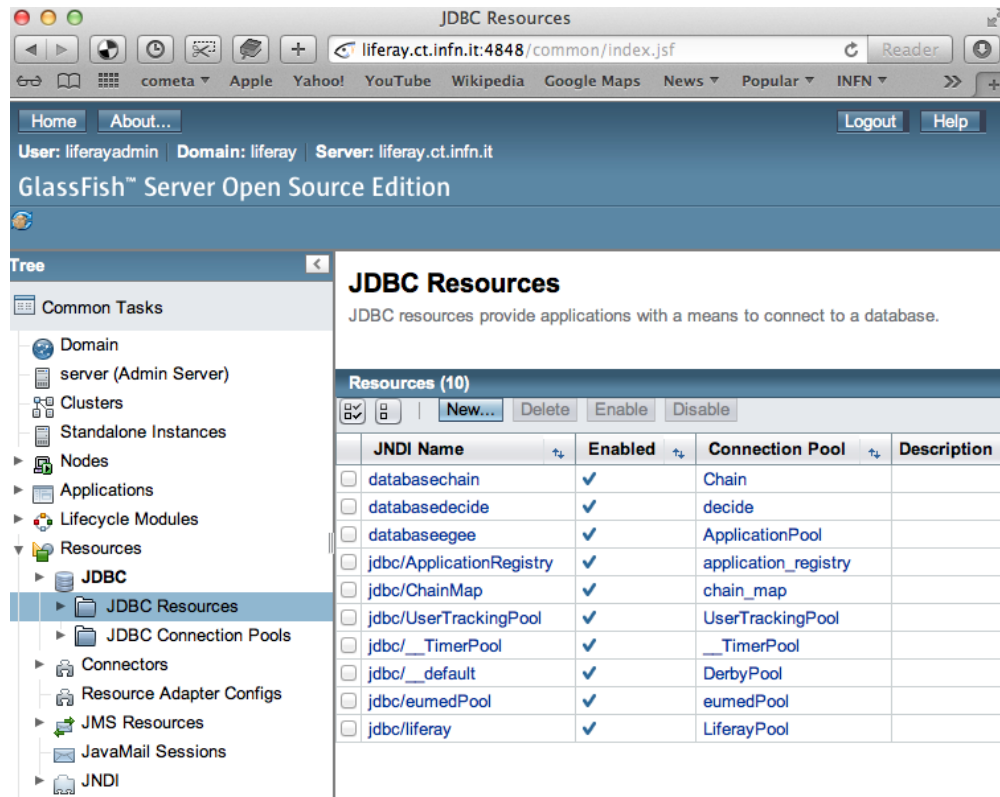 JDBC Resources
liferay.ct.infn.it:4848/common/index.jsf Reader
cometa Apple Yahoo! YouTube Wikipedia Google Maps News Popular INFN
Home About... Logout Help
User: liferayadmin Domain: liferay Server: liferay.ct.infn.it
GlassFish™ Server Open Source Edition
Tree
Common Tasks
Domain
server (Admin Server)
Clusters
Standalone Instances
Nodes
Applications
Lifecycle Modules
Resources
JDBC
JDBC Resources
JDBC Connection Pools
Connectors
Resource Adapter Configs
JMS Resources
JavaMail Sessions
JNDI
JDBC Resources
JDBC resources provide applications with a means to connect to a database.
Resources (10)
New... Delete Enable Disable
JNDI Name Enabled Connection Pool Description
databasechain Chain
databasedecide decide
databaseegee ApplicationPool
jdbc/ApplicationRegistry application_registry
jdbc/ChainMap chain_map
jdbc/UserTrackingPool UserTrackingPool
jdbc/__TimerPool __TimerPool
jdbc/__default DerbyPool
jdbc/eumedPool eumedPool
jdbc/liferay LiferayPool